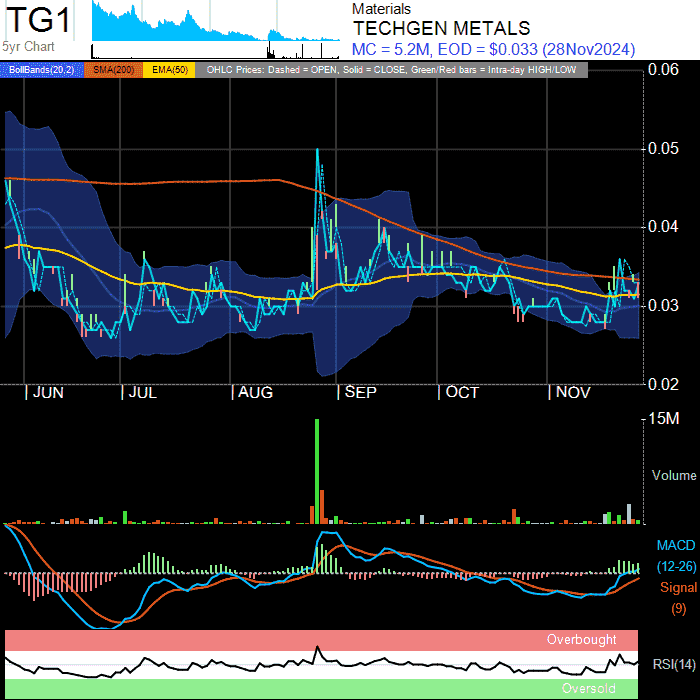 TG1
5yr Chart
Materials
TECHGEN METALS
MC = 5.2M, EOD = $0.033 (28Nov2024)
BollBands(20,2) SMA(200) EMA(50) OHLC Prices: Dashed = OPEN, Solid = CLOSE, Green/Red bars = Intra-day HIGH/LOW
0.06
0.05
0.04
0.03
0.02
JUN JUL AUG SEP OCT NOV
15M
Volume
MACD
(12-26)
Signal
(9)
Overbought
RSI(14)
Oversold